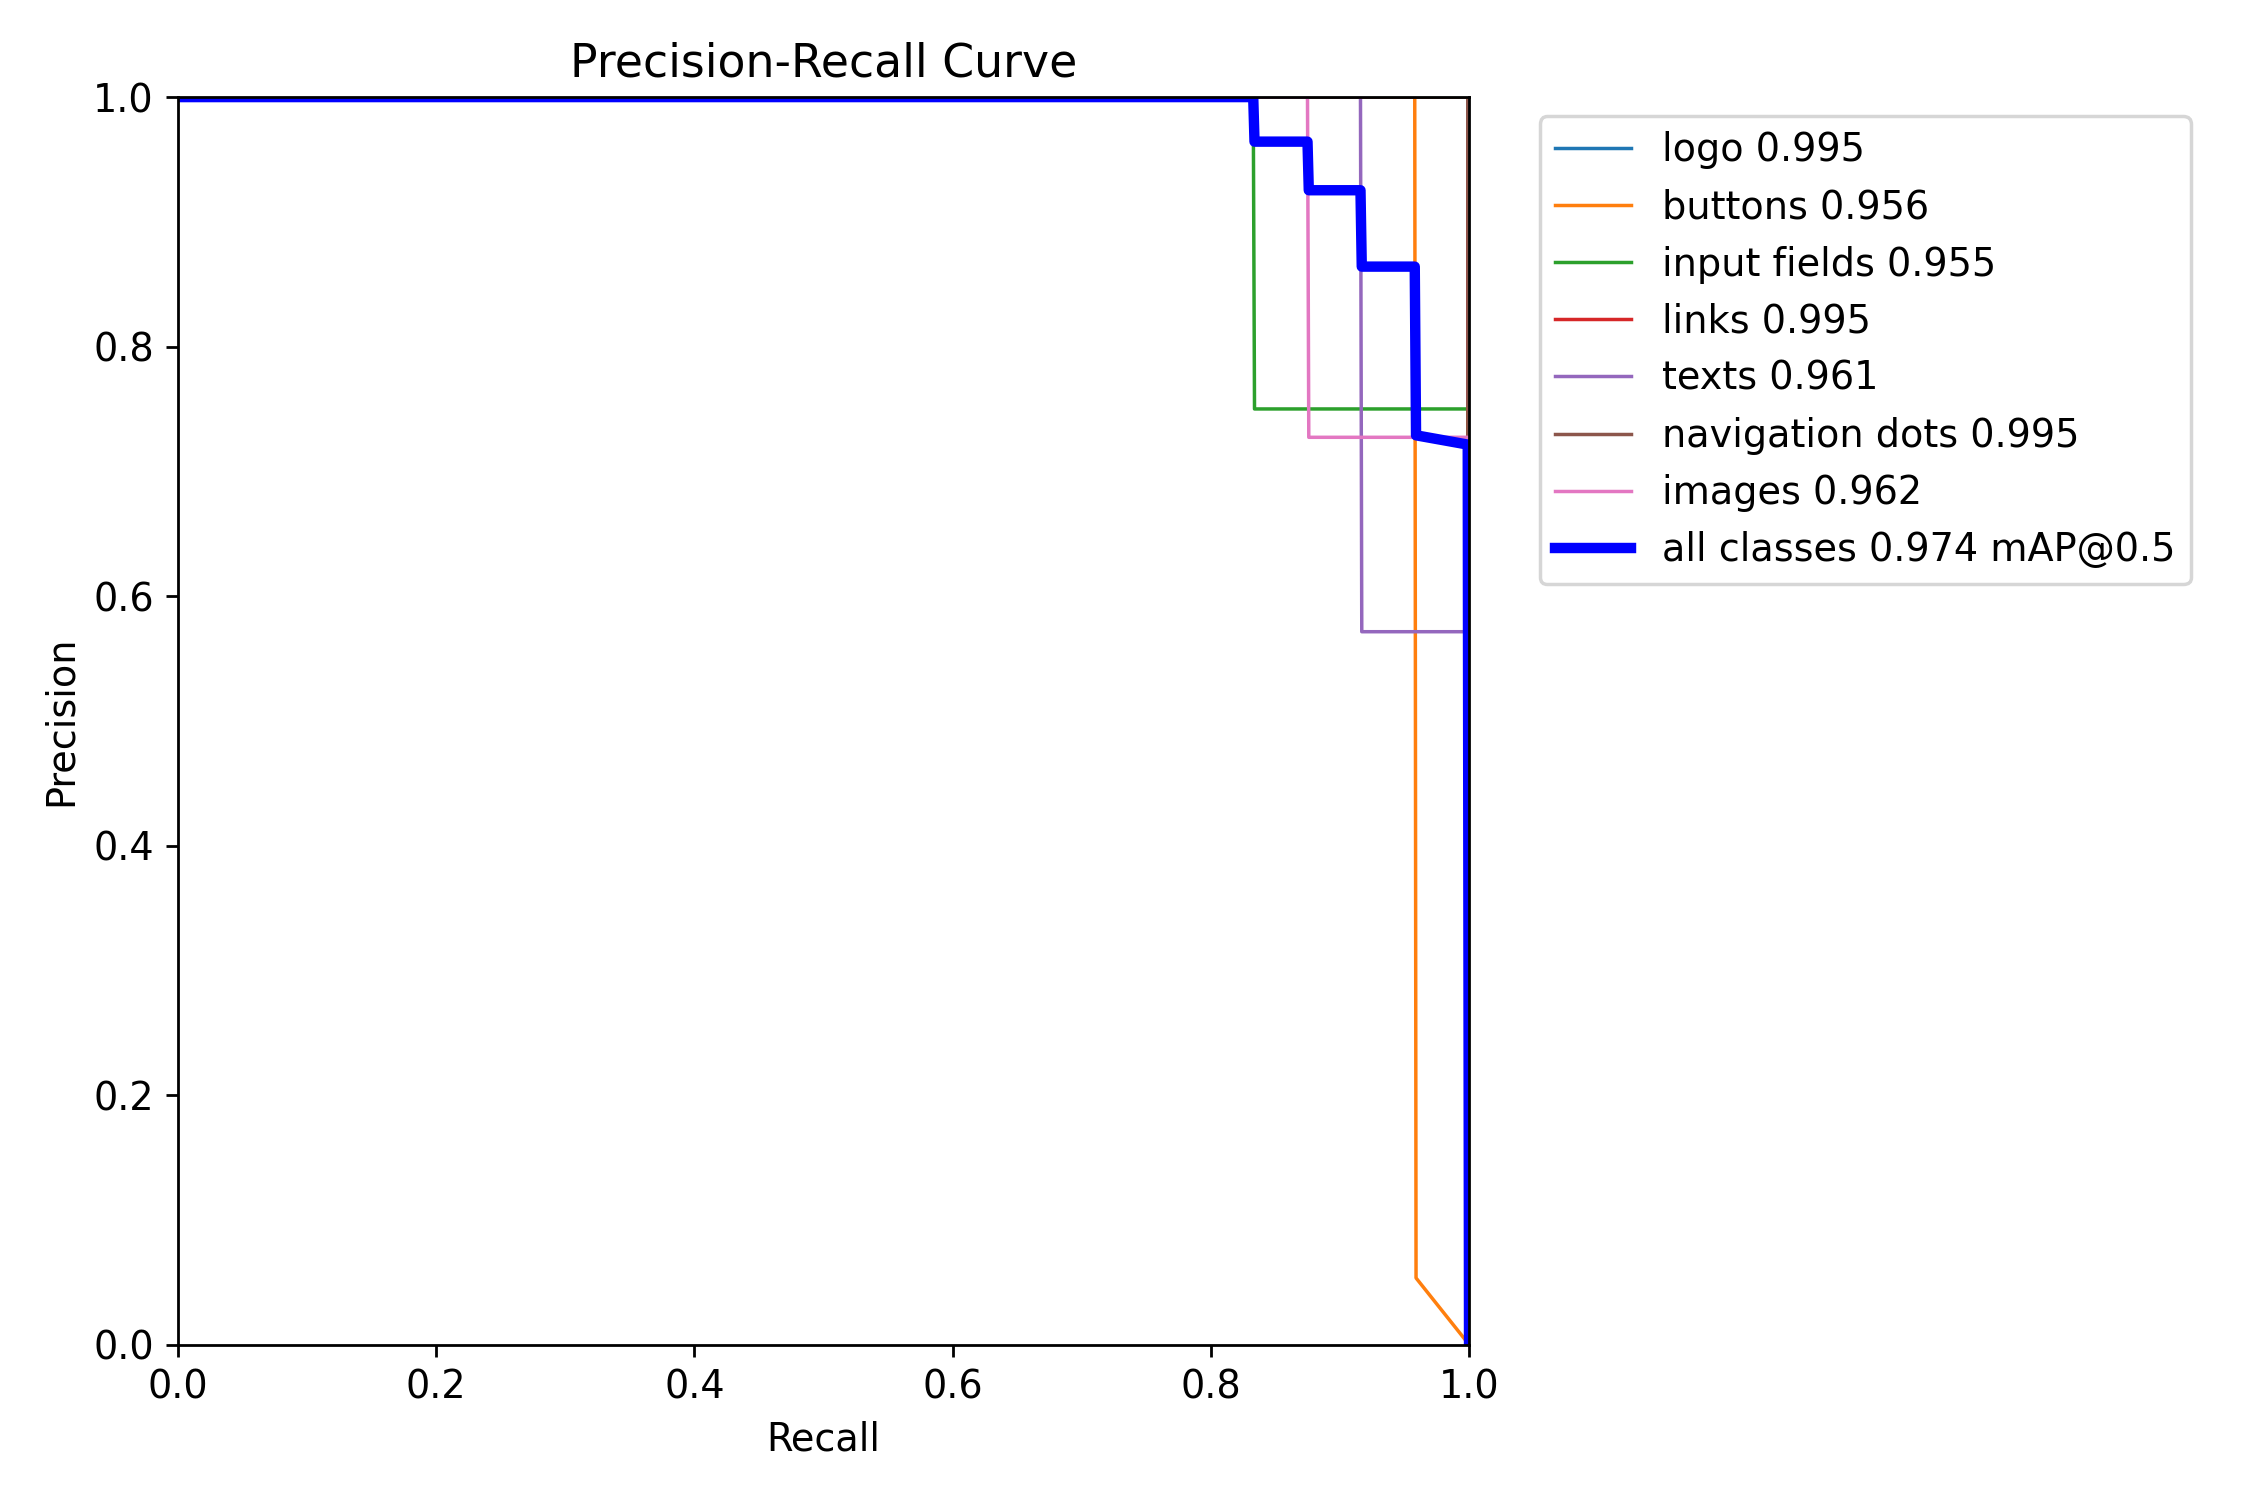 Precision-Recall Curve
1.0
0.8
0.6
0.4
0.2
0.0
Precision
0.0 0.2 0.4 0.6 0.8 1.0
Recall
logo 0.995
buttons 0.956
input fields 0.955
links 0.995
texts 0.961
navigation dots 0.995
images 0.962
all classes 0.974 mAP@0.5